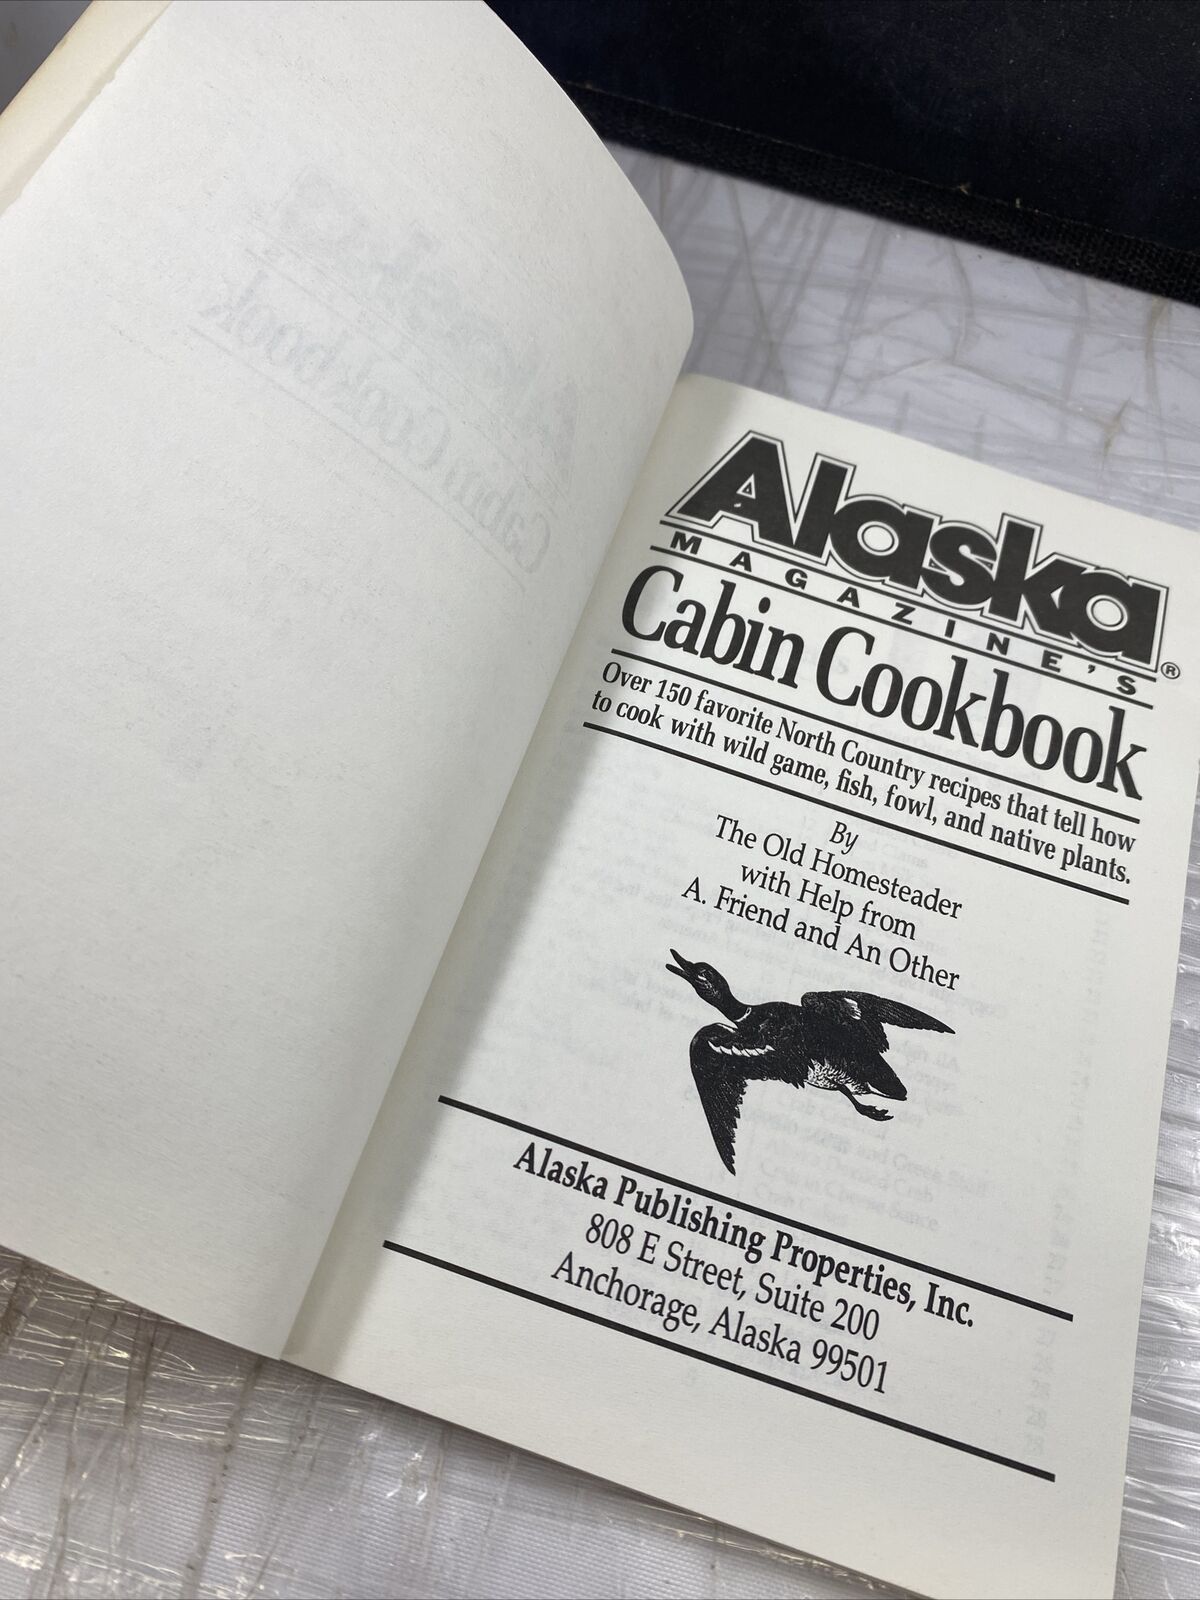 Alaska®
MAGAZINE'S
Cabin Cookbook
Over 150 favorite North Country recipes that tell how
to cook with wild game, fish, fowl, and native plants.
By
The Old Homesteader
with Help from
A. Friend and An Other
Alaska Publishing Properties, Inc.
808 E Street, Suite 200
Anchorage, Alaska 99501